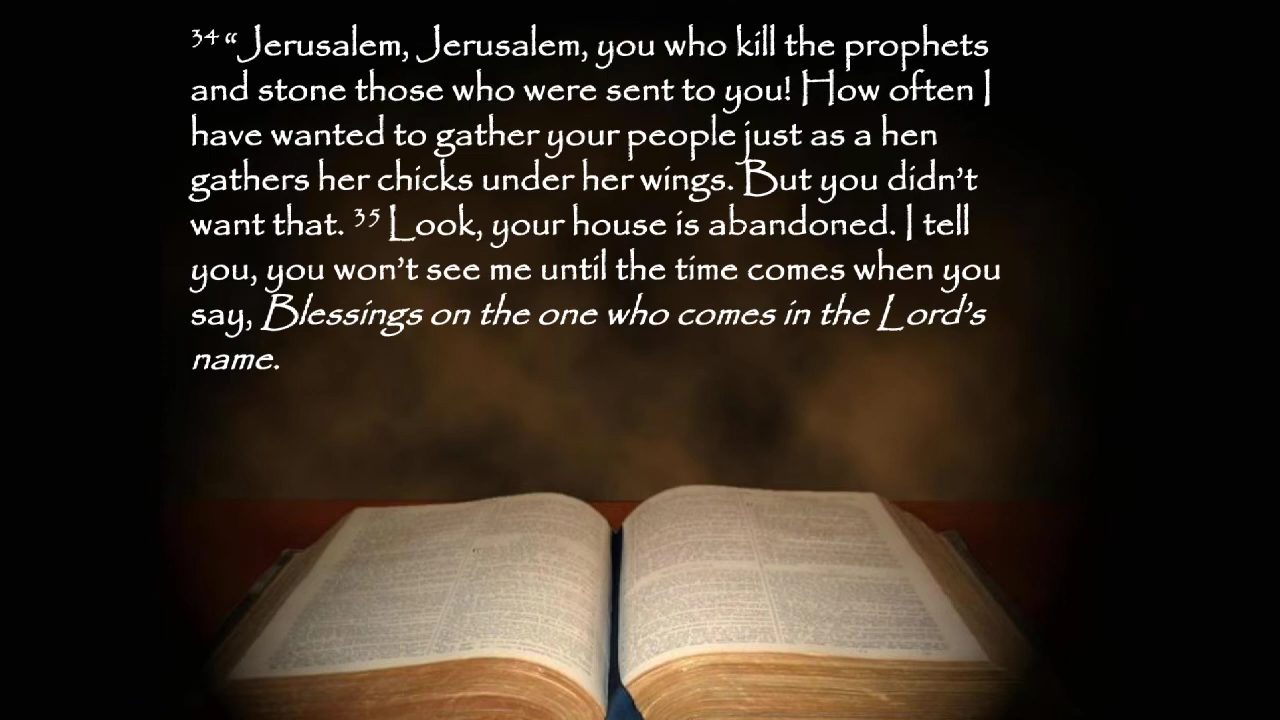 ³⁴ “Jerusalem, Jerusalem, you who kill the prophets
and stone those who were sent to you! How often I
have wanted to gather your people just as a hen
gathers her chicks under her wings. But you didn’t
want that. ³⁵ Look, your house is abandoned. I tell
you, you won’t see me until the time comes when you
say, Blessings on the one who comes in the Lord’s
name.